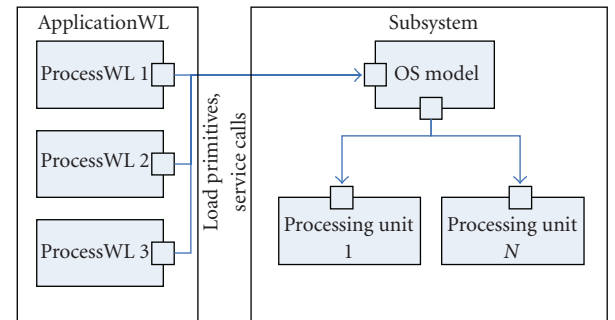 ApplicationWL
ProcessWL 1
ProcessWL 2
ProcessWL 3
Load primitives,
service calls
Subsystem
OS model
Processing unit
1
Processing unit
N